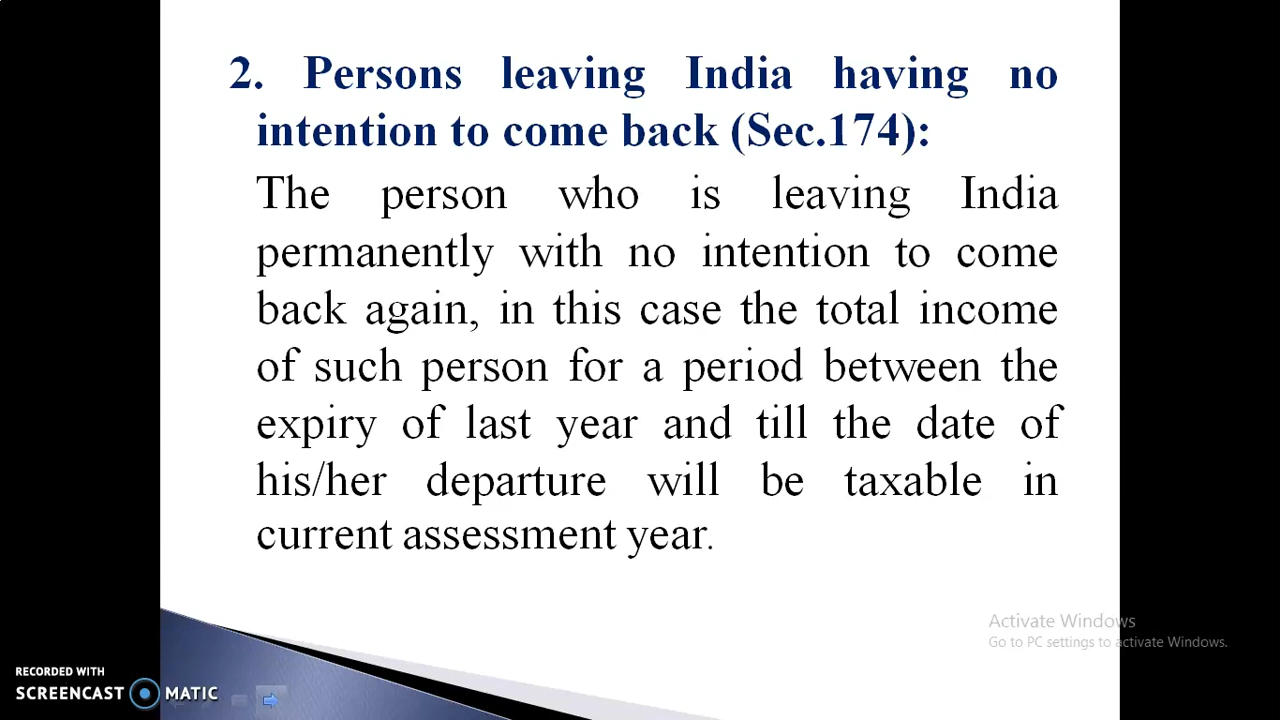 2. Persons leaving India having no
intention to come back (Sec.174):
The person who is leaving India
permanently with no intention to come
back again, in this case the total income
of such person for a period between the
expiry of last year and till the date of
his/her departure will be taxable in
current assessment year.
Activate Windows
Go to PC settings to activate Windows.
RECORDED WITH
SCREENCAST MATIC